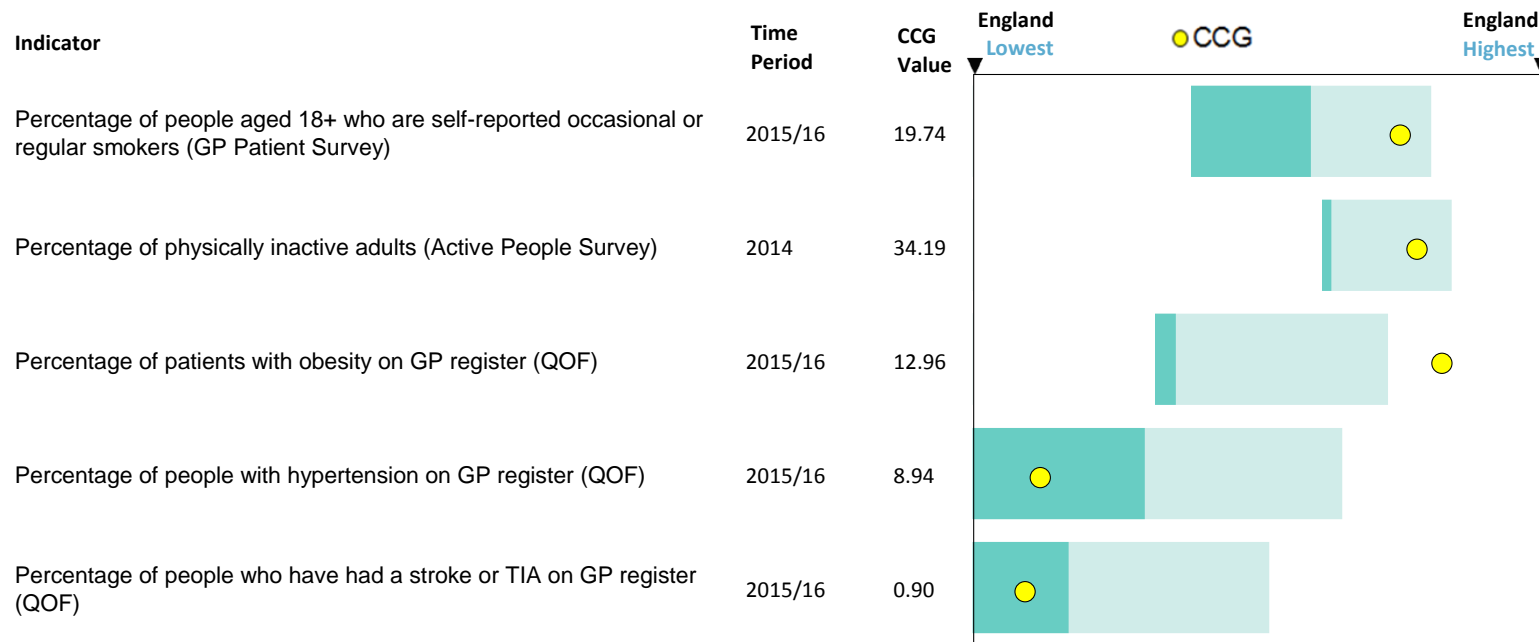 Indicator
Time
Period
CCG
Value
England
Lowest
CCG
England
Highest
Percentage of people aged 18+ who are self-reported occasional or
regular smokers (GP Patient Survey)
2015/16
19.74
Percentage of physically inactive adults (Active People Survey)
2014
34.19
Percentage of patients with obesity on GP register (QOF)
2015/16
12.96
Percentage of people with hypertension on GP register (QOF)
2015/16
8.94
Percentage of people who have had a stroke or TIA on GP register
(QOF)
2015/16
0.90